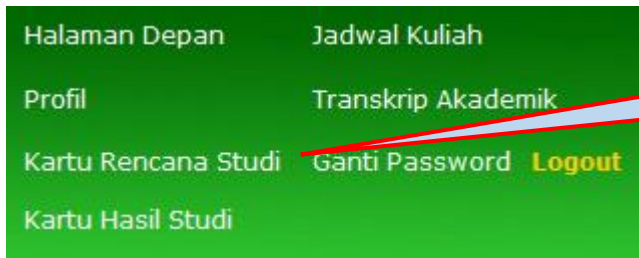 Halaman Depan Jadwal Kuliah
Profil Transkrip Akademik
Kartu Rencana Studi Ganti Password Logout
Kartu Hasil Studi